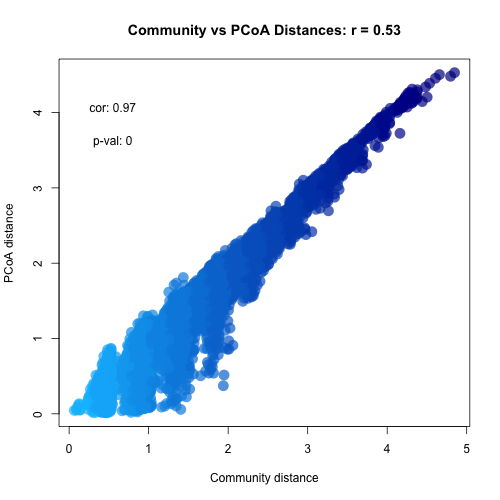 Community vs PCoA Distances: r = 0.53
cor: 0.97
p-val: 0
PCoA distance
0
1
2
3
4
0 1 2 3 4 5
Community distance